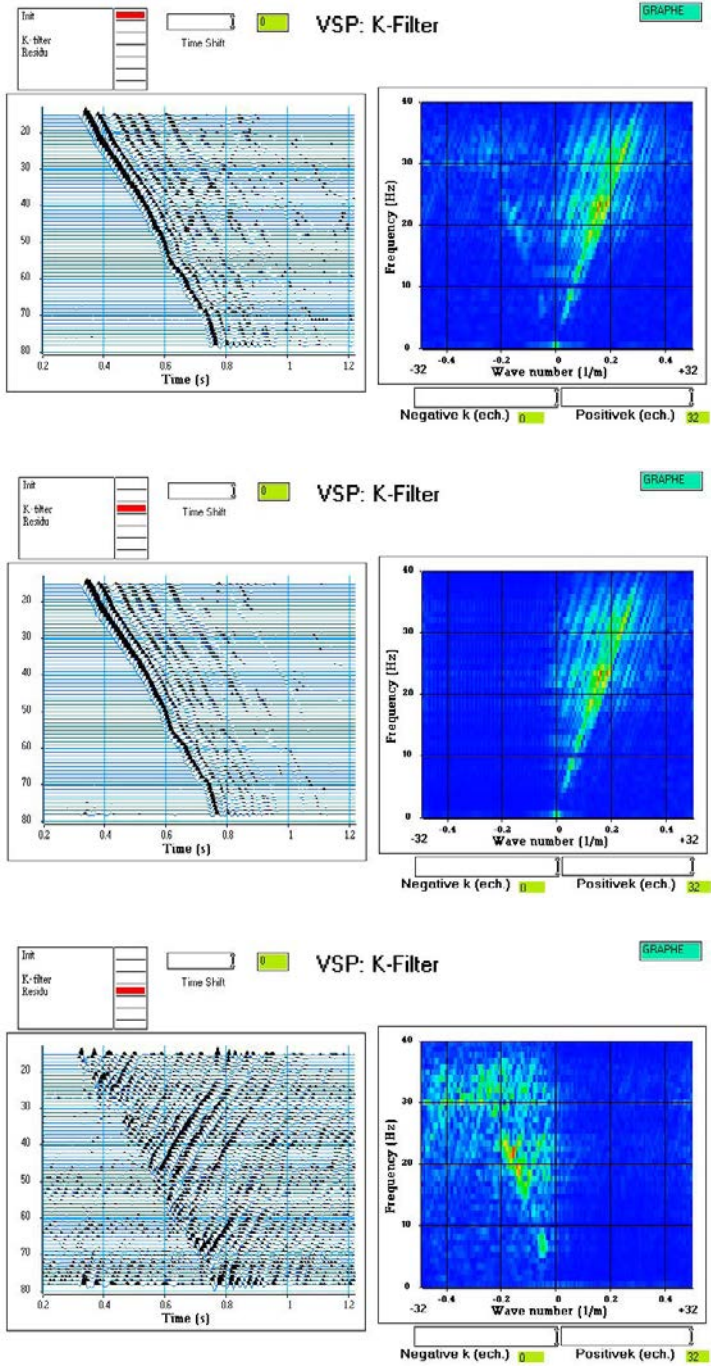 Init
K-filter
Residu
Time Shift
0
VSP: K-Filter
GRAPHE
20
30
40
50
60
70
80
0.2 0.4 0.6 0.8 1 1.2
Time (s)
Frequency [Hz]
40
30
20
10
0
-0.4 -0.2 0 0.2 0.4
-32 Wave number (1/m) +32
Negative k (ech.) 0 Positivek (ech.) 32
Init
K-filter
Residu
Time Shift
0
VSP: K-Filter
GRAPHE
20
30
40
50
60
70
80
0.2 0.4 0.6 0.8 1 1.2
Time (s)
Frequency [Hz]
40
30
20
10
0
-0.4 -0.2 0 0.2 0.4
-32 Wave number (1/m) +32
Negative k (ech.) 0 Positivek (ech.) 32
Init
K-filter
Residu
Time Shift
0
VSP: K-Filter
GRAPHE
20
30
40
50
60
70
80
0.2 0.4 0.6 0.8 1 1.2
Time (s)
Frequency [Hz]
40
30
20
10
0
-0.4 -0.2 0 0.2 0.4
-32 Wave number (1/m) +32
Negative k (ech.) 0 Positivek (ech.) 32